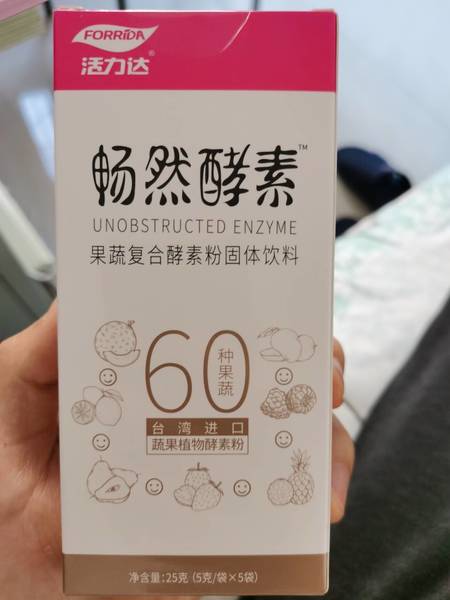 FORRIDA
活力达®
畅然酵素™
UNOBSTRUCTED ENZYME
果蔬复合酵素粉固体饮料
60种果蔬
台湾进口
蔬果植物酵素粉
净含量:25克 (5克/袋×5袋)